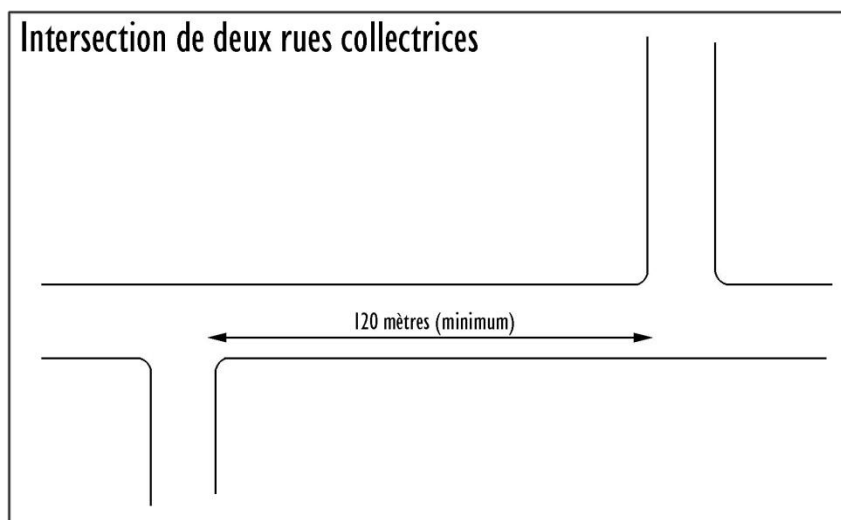 Intersection de deux rues collectrices
120 mètres (minimum)